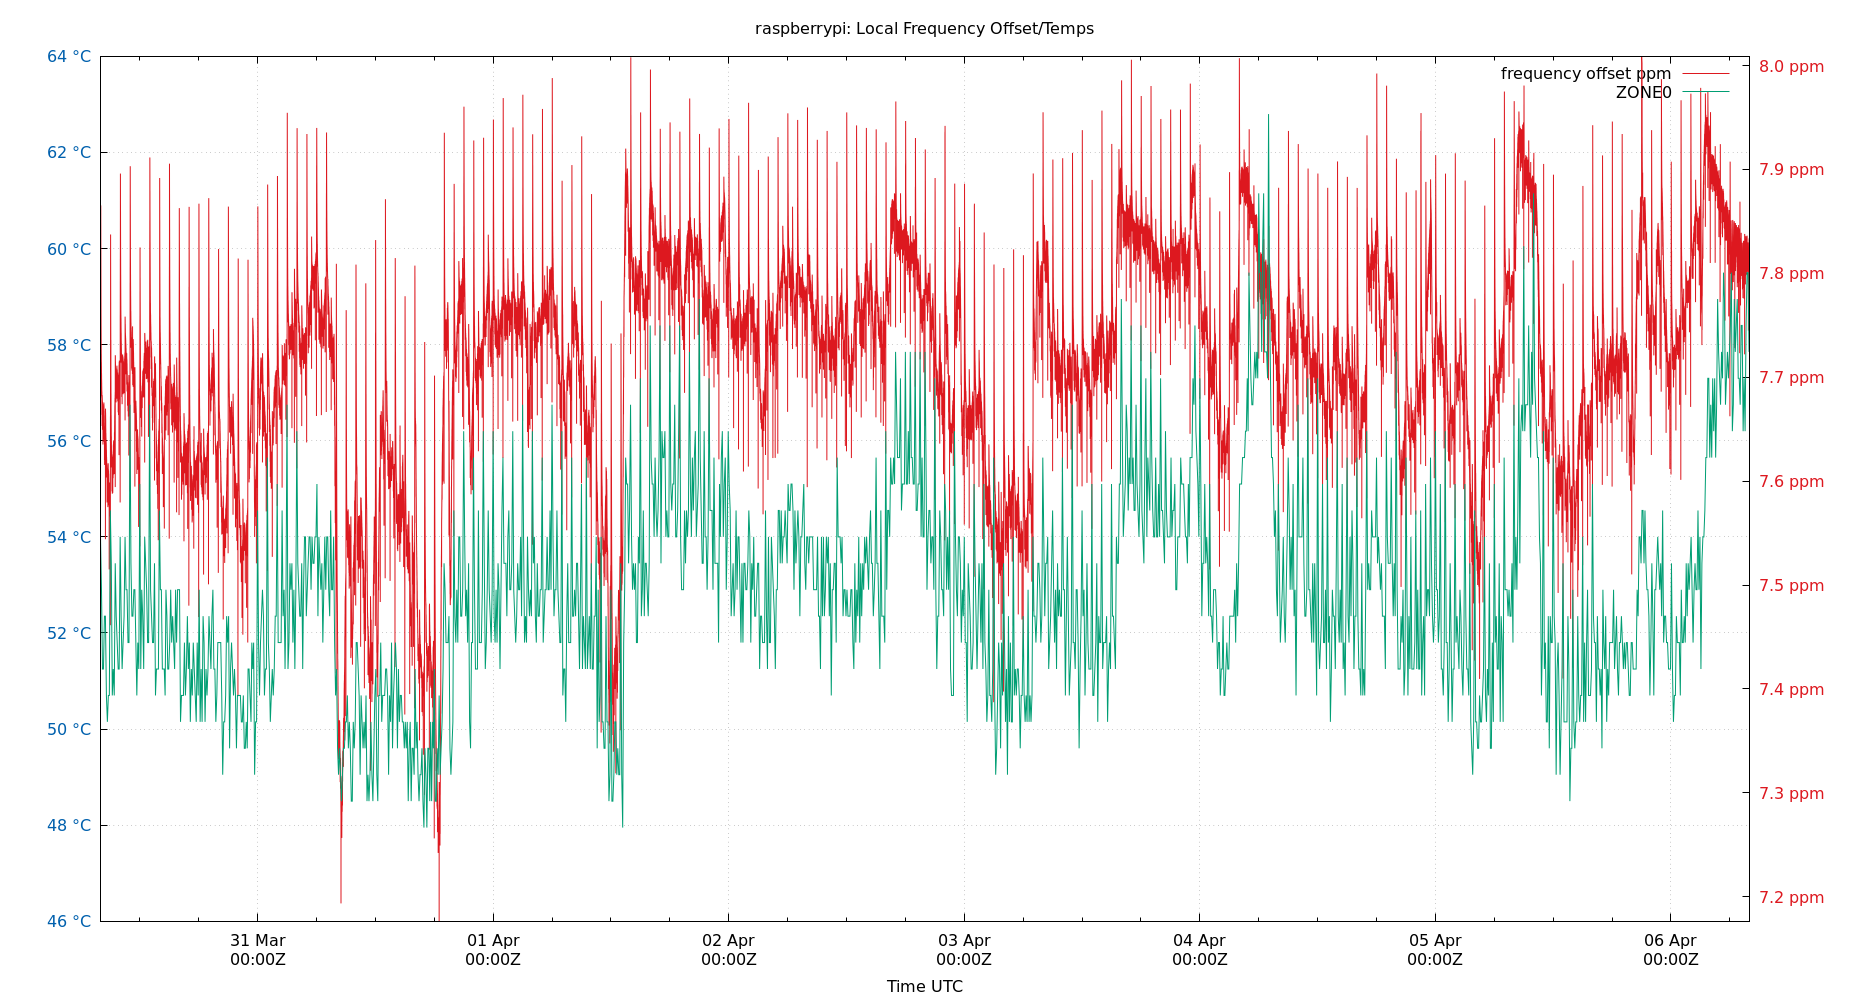 raspberrypi: Local Frequency Offset/Temps
64 °C
62 °C
60 °C
58 °C
56 °C
54 °C
52 °C
50 °C
48 °C
46 °C
8.0 ppm
7.9 ppm
7.8 ppm
7.7 ppm
7.6 ppm
7.5 ppm
7.4 ppm
7.3 ppm
7.2 ppm
frequency offset ppm
ZONE0
31 Mar
00:00Z
01 Apr
00:00Z
02 Apr
00:00Z
03 Apr
00:00Z
04 Apr
00:00Z
05 Apr
00:00Z
06 Apr
00:00Z
Time UTC